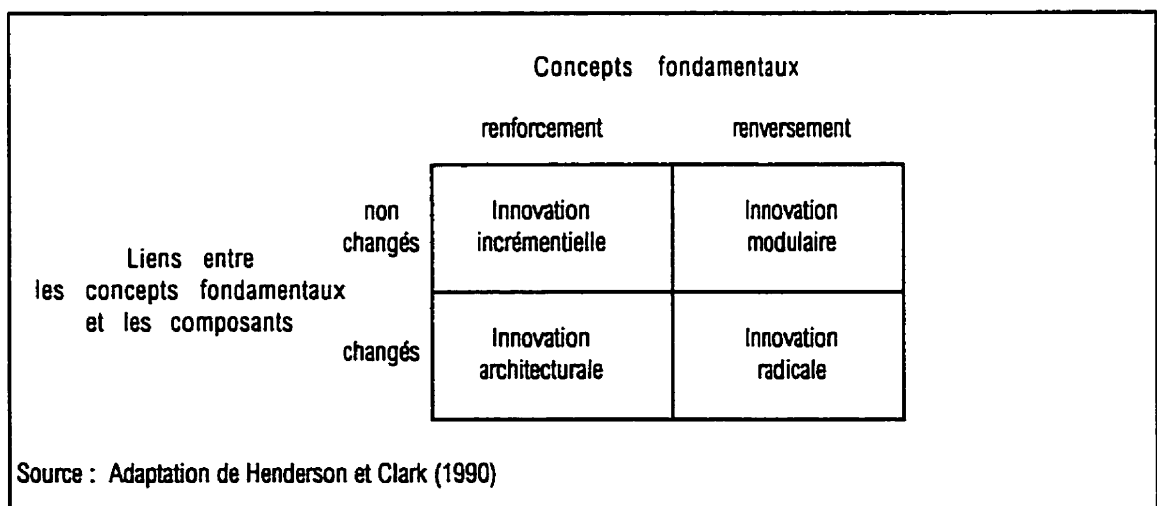 Concepts fondamentaux
renforcement renversement
non
changés
Innovation
incrémentielle
Innovation
modulaire
Liens entre
les concepts fondamentaux
et les composants
changés
Innovation
architecturale
Innovation
radicale
Source : Adaptation de Henderson et Clark (1990)